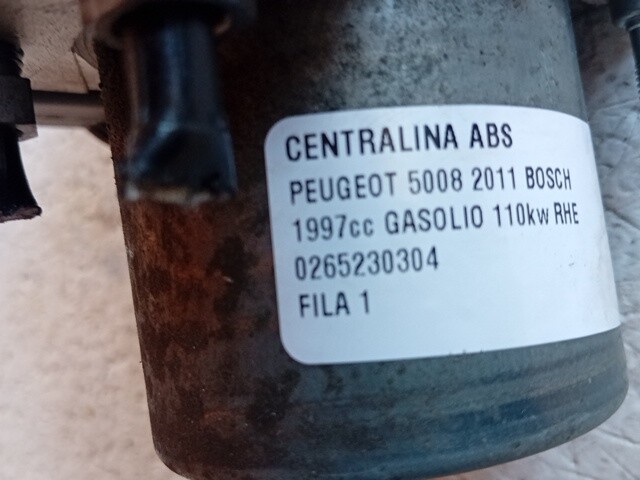 CENTRALINA ABS
PEUGEOT 5008 2011 BOSCH
1997cc GASOLIO 110kw RHE
0265230304
FILA 1